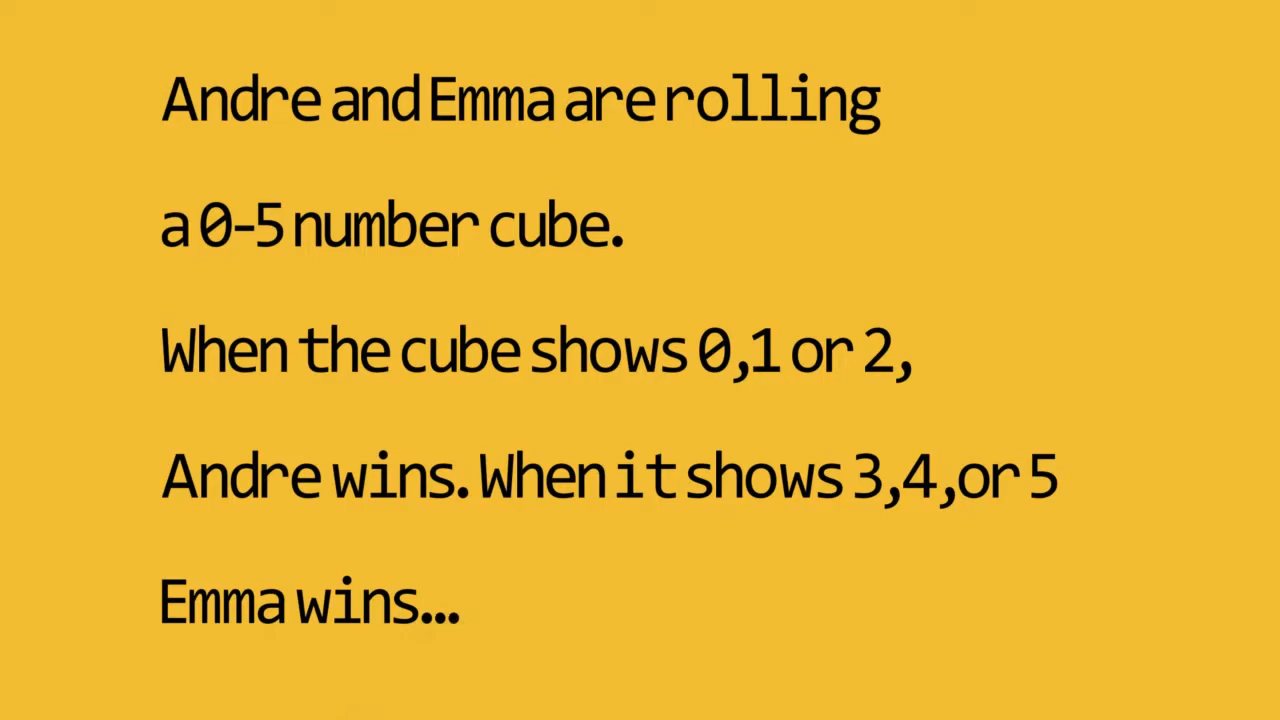 Andre and Emma are rolling
a 0-5 number cube.
When the cube shows 0,1 or 2,
Andre wins. When it shows 3,4,or 5
Emma wins...